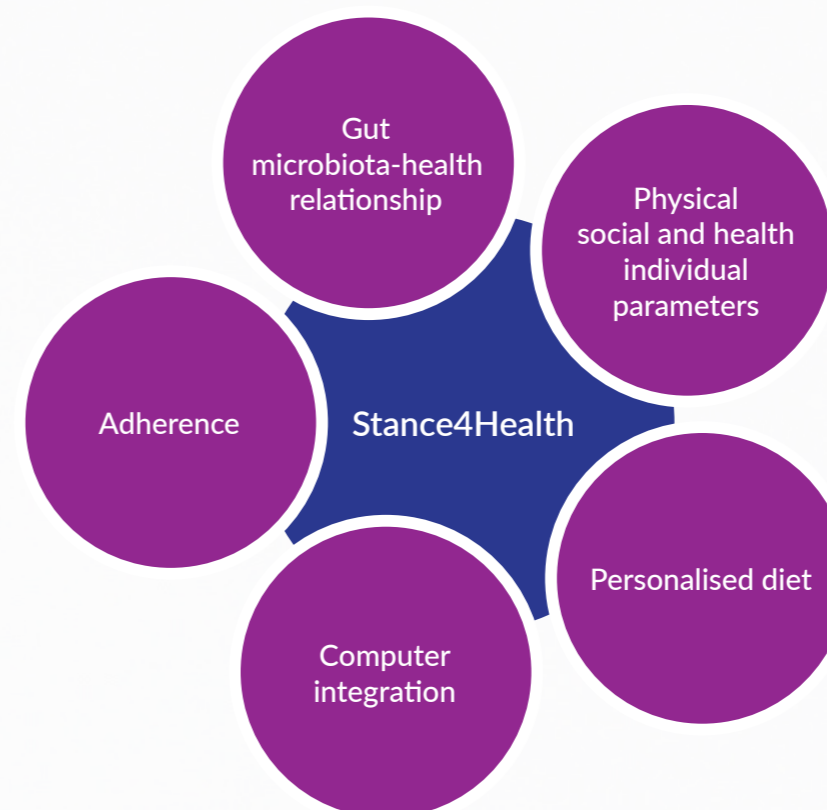 Gut
microbiota-health
relationship
Physical
social and health
individual
parameters
Adherence
Stance4Health
Personalised diet
Computer
integration